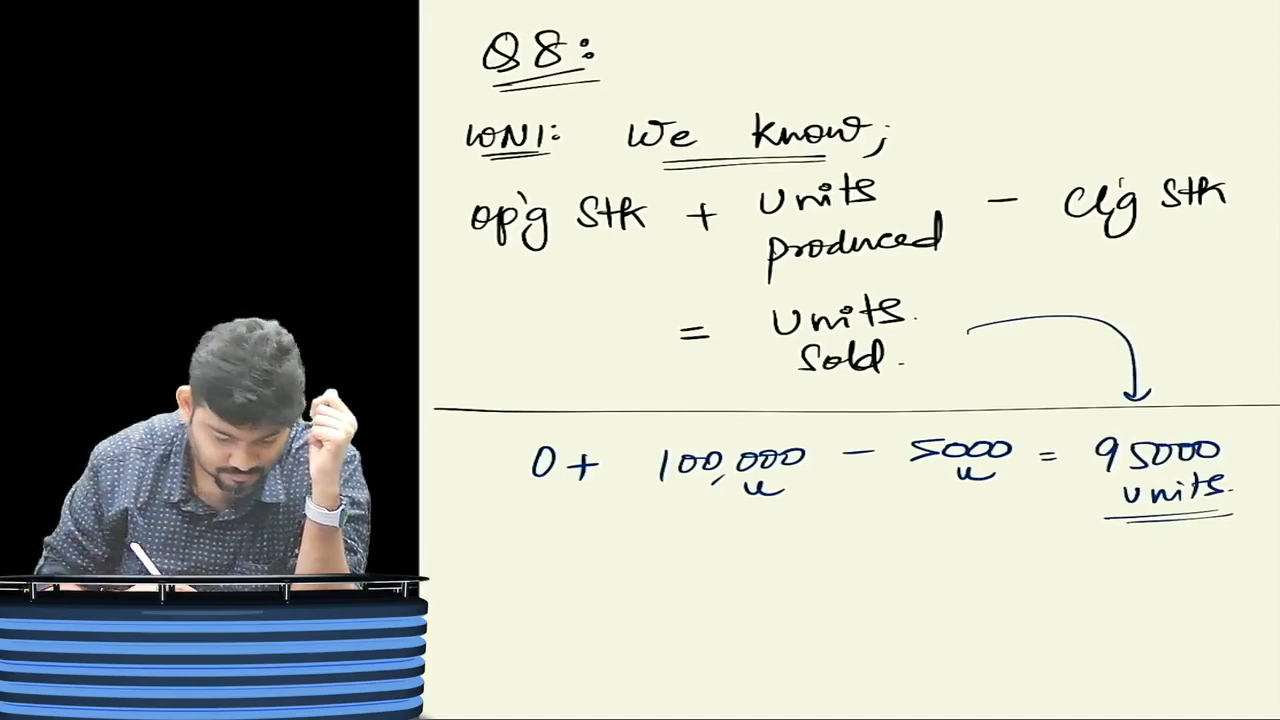 Q8:
WN1: We know;
op'g Stk + Units produced - Cl'g Stk
= Units sold.
0 + 100,000 u - 5000 u = 95000 units.